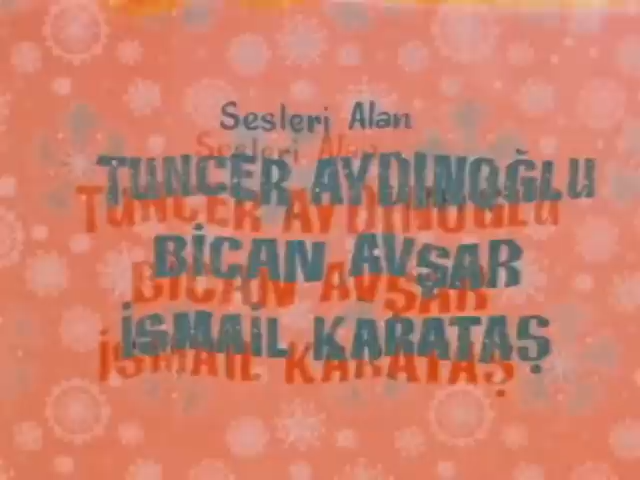 Sesleri Alan
TUNCER AYDINOĞLU
BİCAN AVŞAR
İSMAİL KARATAŞ